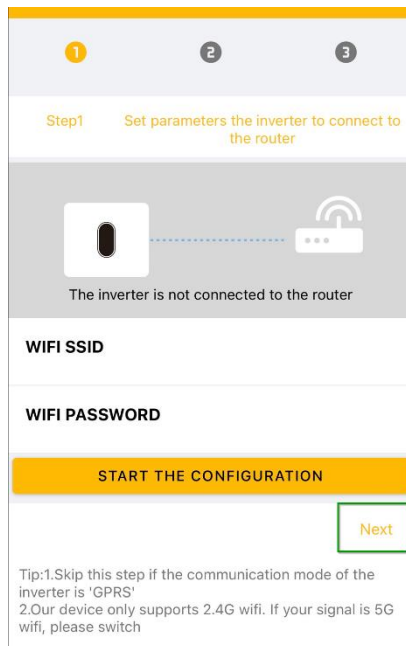 1 2 3
Step1 Set parameters the inverter to connect to
the router
The inverter is not connected to the router
WIFI SSID
WIFI PASSWORD
START THE CONFIGURATION
Next
Tip:1.Skip this step if the communication mode of the
inverter is 'GPRS'
2.Our device only supports 2.4G wifi. If your signal is 5G
wifi, please switch